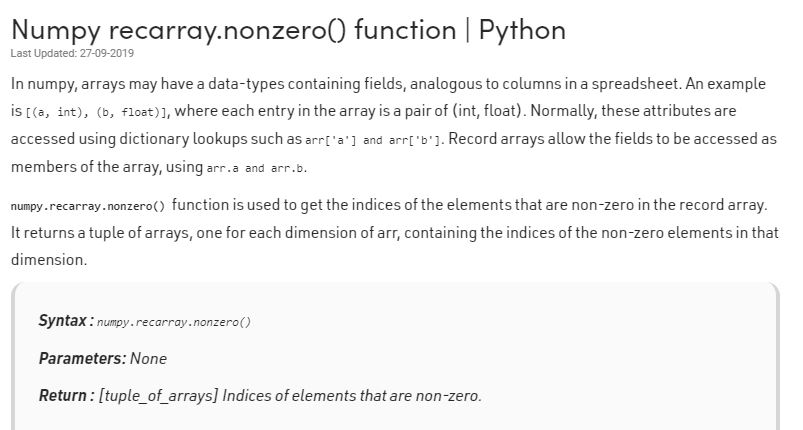 Numpy recarray.nonzero() function | Python
Last Updated: 27-09-2019
In numpy, arrays may have a data-types containing fields, analogous to columns in a spreadsheet. An example
is [(a, int), (b, float)], where each entry in the array is a pair of (int, float). Normally, these attributes are
accessed using dictionary lookups such as arr['a'] and arr['b']. Record arrays allow the fields to be accessed as
members of the array, using arr.a and arr.b.
numpy.recarray.nonzero() function is used to get the indices of the elements that are non-zero in the record array.
It returns a tuple of arrays, one for each dimension of arr, containing the indices of the non-zero elements in that
dimension.
Syntax : numpy.recarray.nonzero()
Parameters: None
Return : [tuple_of_arrays] Indices of elements that are non-zero.